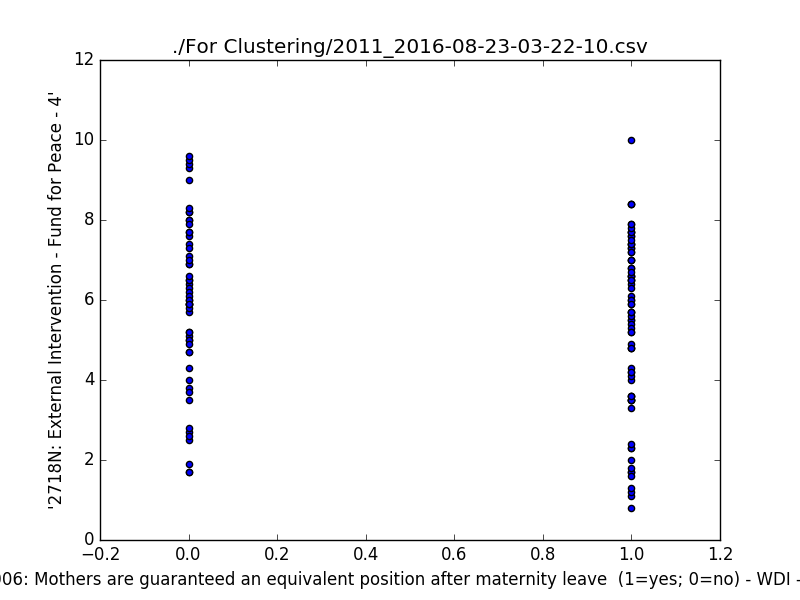 ./For Clustering/2011_2016-08-23-03-22-10.csv
'2718N: External Intervention - Fund for Peace - 4'
12
10
8
6
4
2
0
−0.2 0.0 0.2 0.4 0.6 0.8 1.0 1.2
006: Mothers are guaranteed an equivalent position after maternity leave (1=yes; 0=no) - WDI -